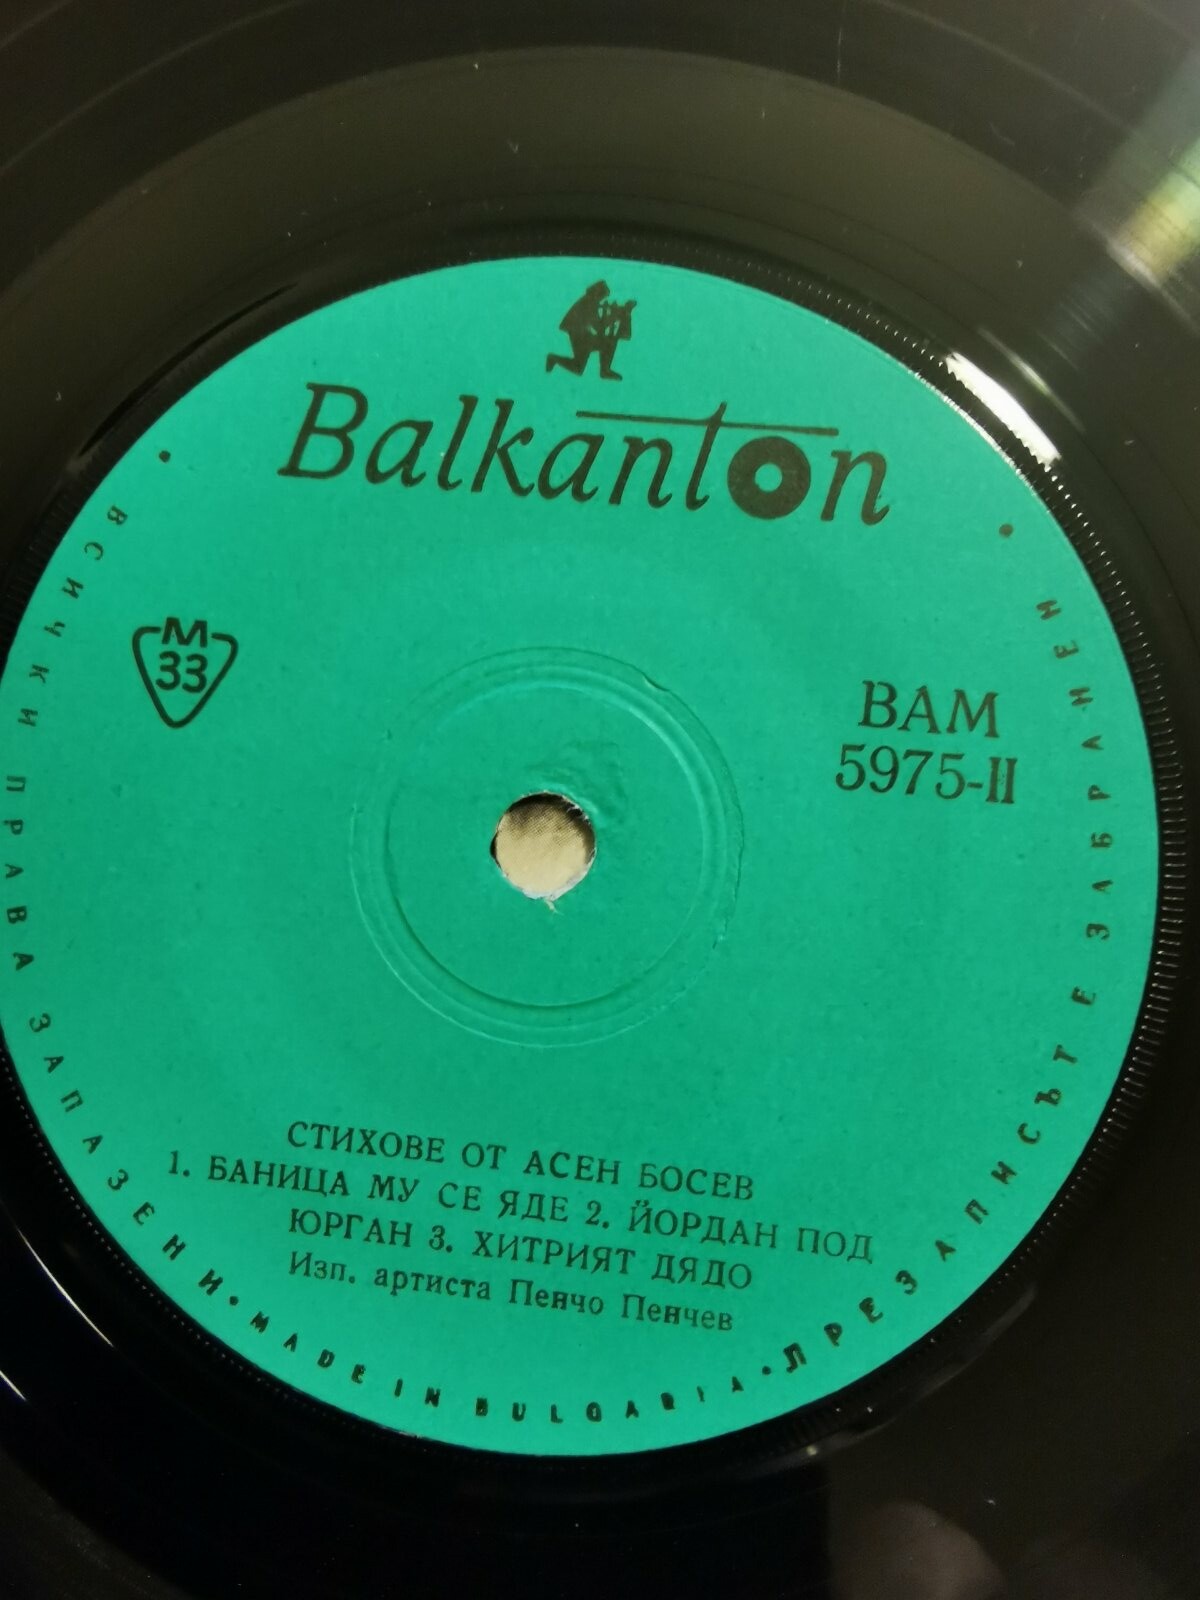 Balkanton
M
33
ВАМ
5975-II
СТИХОВЕ ОТ АСЕН БОСЕВ
1. БАНИЦА МУ СЕ ЯДЕ 2. ЙОРДАН ПОД
ЮРГАН 3. ХИТРИЯТ ДЯДО
Изп. артиста Пенчо Пенчев
• ВСИЧКИ ПРАВА ЗАПАЗЕНИ • MADE IN BULGARIA • ПРЕЗАПИСЪТ Е ЗАБРАНЕН •